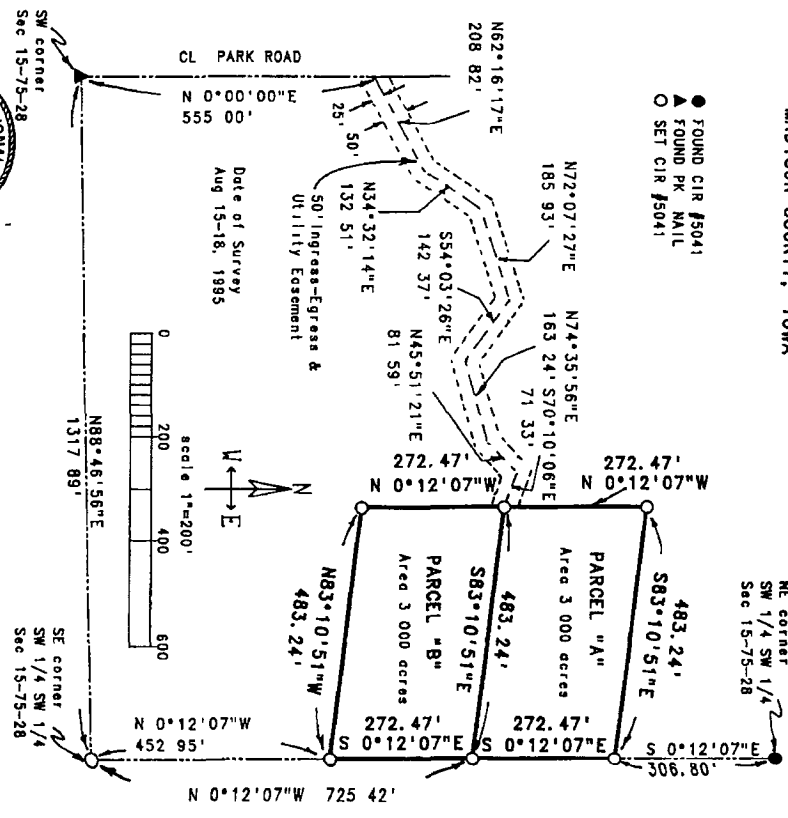 ● FOUND CIR #5041
▲ FOUND PK NAIL
○ SET CIR #5041
NE corner
SW 1/4 SW 1/4
Sec 15-75-28
N62°16'17"E
208 82'
CL PARK ROAD
N 0°00'00"E
555 00'
25'
50'
N72°07'27"E
185 93'
S54°03'26"E
142 37'
N34°32'14"E
132 51'
50' Ingress-Egress &
Utility Easement
N74°35'56"E
163 24'
S70°10'06"E
71 33'
N45°51'21"E
81 59'
272.47'
N 0°12'07"W
272.47'
N 0°12'07"W
483.24'
S83°10'51"E
PARCEL "A"
Area 3 000 acres
483.24'
S83°10'51"E
PARCEL "B"
Area 3 000 acres
N83°10'51"W
483.24'
272.47'
S 0°12'07"E
272.47'
S 0°12'07"E
S 0°12'07"E
306.80'
SW corner
Sec 15-75-28
Date of Survey
Aug 15-18, 1995
0 200 400 600
scale 1"=200'
N
W E
N88°46'56"E
1317 89'
N 0°12'07"W
452 95'
SE corner
SW 1/4 SW 1/4
Sec 15-75-28
N 0°12'07"W 725 42'